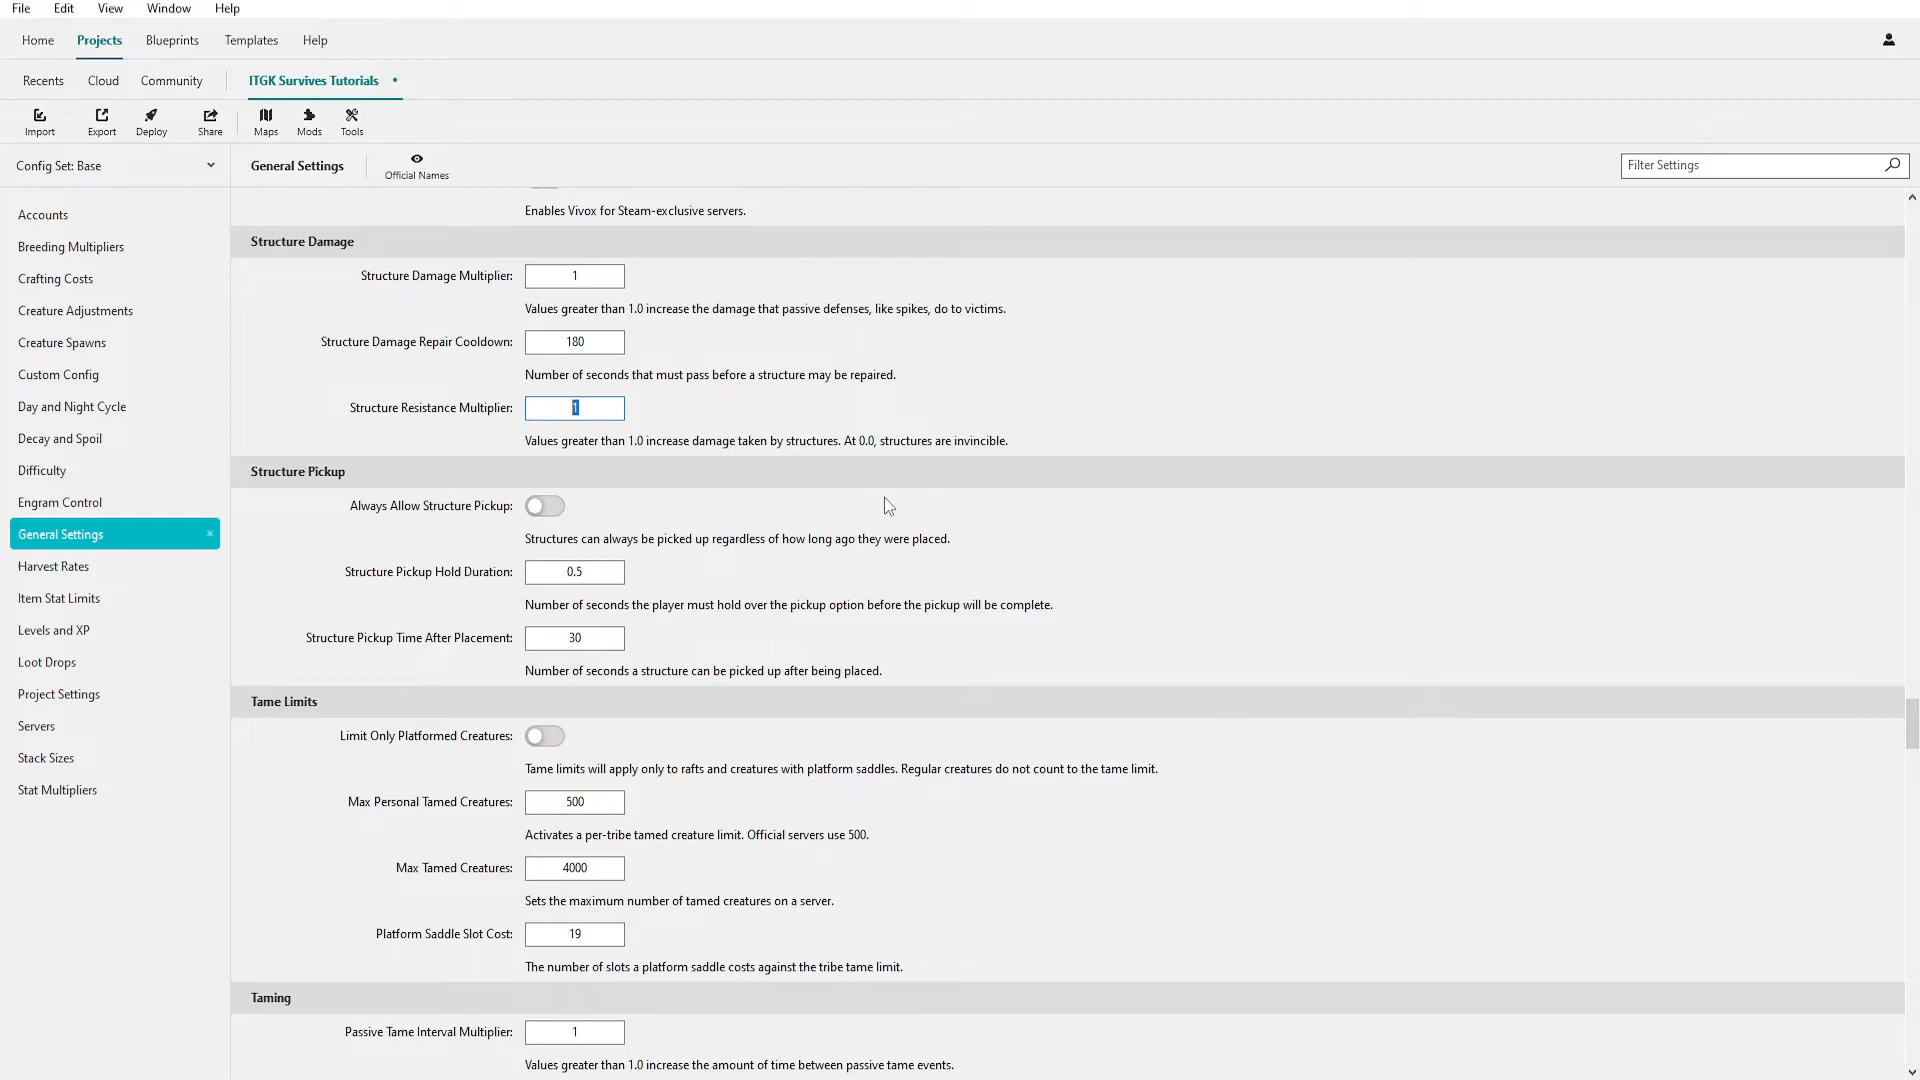 File Edit View Window Help
Home Projects Blueprints Templates Help
Recents Cloud Community ITGK Survives Tutorials •
Import Export Deploy Share Maps Mods Tools
Config Set: Base
General Settings
Official Names
Filter Settings
Accounts
Breeding Multipliers
Crafting Costs
Creature Adjustments
Creature Spawns
Custom Config
Day and Night Cycle
Decay and Spoil
Difficulty
Engram Control
General Settings
Harvest Rates
Item Stat Limits
Levels and XP
Loot Drops
Project Settings
Servers
Stack Sizes
Stat Multipliers
Enables Vivox for Steam-exclusive servers.
Structure Damage
Structure Damage Multiplier: 1
Values greater than 1.0 increase the damage that passive defenses, like spikes, do to victims.
Structure Damage Repair Cooldown: 180
Number of seconds that must pass before a structure may be repaired.
Structure Resistance Multiplier: 1
Values greater than 1.0 increase damage taken by structures. At 0.0, structures are invincible.
Structure Pickup
Always Allow Structure Pickup:
Structures can always be picked up regardless of how long ago they were placed.
Structure Pickup Hold Duration: 0.5
Number of seconds the player must hold over the pickup option before the pickup will be complete.
Structure Pickup Time After Placement: 30
Number of seconds a structure can be picked up after being placed.
Tame Limits
Limit Only Platformed Creatures:
Tame limits will apply only to rafts and creatures with platform saddles. Regular creatures do not count to the tame limit.
Max Personal Tamed Creatures: 500
Activates a per-tribe tamed creature limit. Official servers use 500.
Max Tamed Creatures: 4000
Sets the maximum number of tamed creatures on a server.
Platform Saddle Slot Cost: 19
The number of slots a platform saddle costs against the tribe tame limit.
Taming
Passive Tame Interval Multiplier: 1
Values greater than 1.0 increase the amount of time between passive tame events.